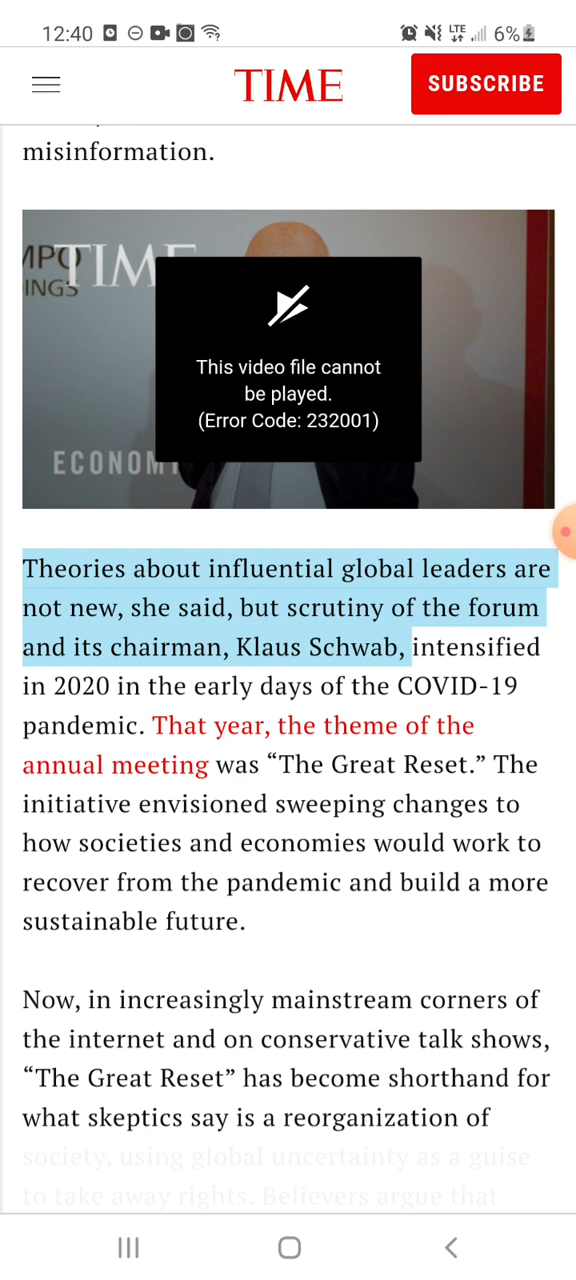 12:40
LTE
6%
TIME
SUBSCRIBE
misinformation.
TIME
INGS
ECONOM
This video file cannot
be played.
(Error Code: 232001)
Theories about influential global leaders are
not new, she said, but scrutiny of the forum
and its chairman, Klaus Schwab, intensified
in 2020 in the early days of the COVID-19
pandemic. That year, the theme of the
annual meeting was “The Great Reset.” The
initiative envisioned sweeping changes to
how societies and economies would work to
recover from the pandemic and build a more
sustainable future.
Now, in increasingly mainstream corners of
the internet and on conservative talk shows,
“The Great Reset” has become shorthand for
what skeptics say is a reorganization of
society, using global uncertainty as a guise
to take away rights. Believers argue that